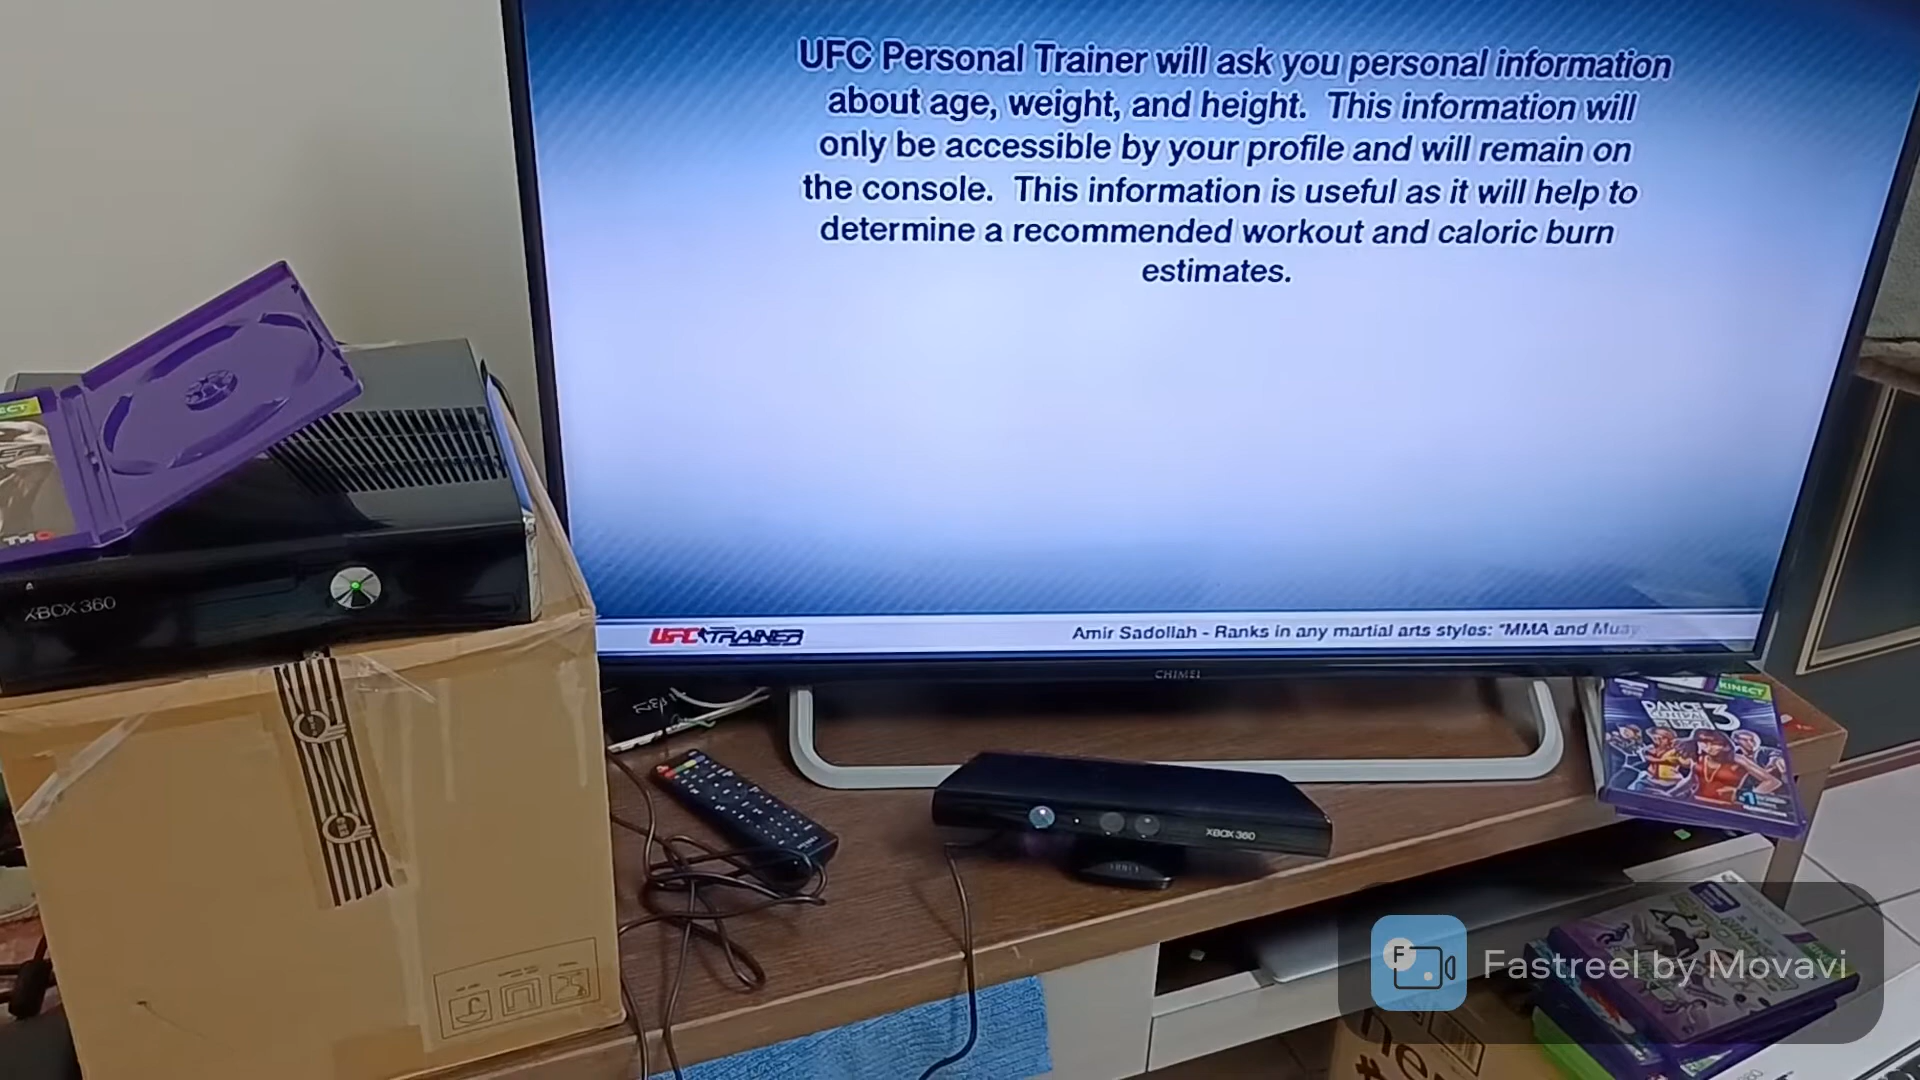 UFC Personal Trainer will ask you personal information
about age, weight, and height. This information will
only be accessible by your profile and will remain on
the console. This information is useful as it will help to
determine a recommended workout and caloric burn
estimates.
UFC TRAINER
Amir Sadollah - Ranks in any martial arts styles: "MMA and Muay
CHIMEI
XBOX 360
THQ
KINECT
DANCE
CENTRAL
3
XBOX 360
Fastreel by Movavi